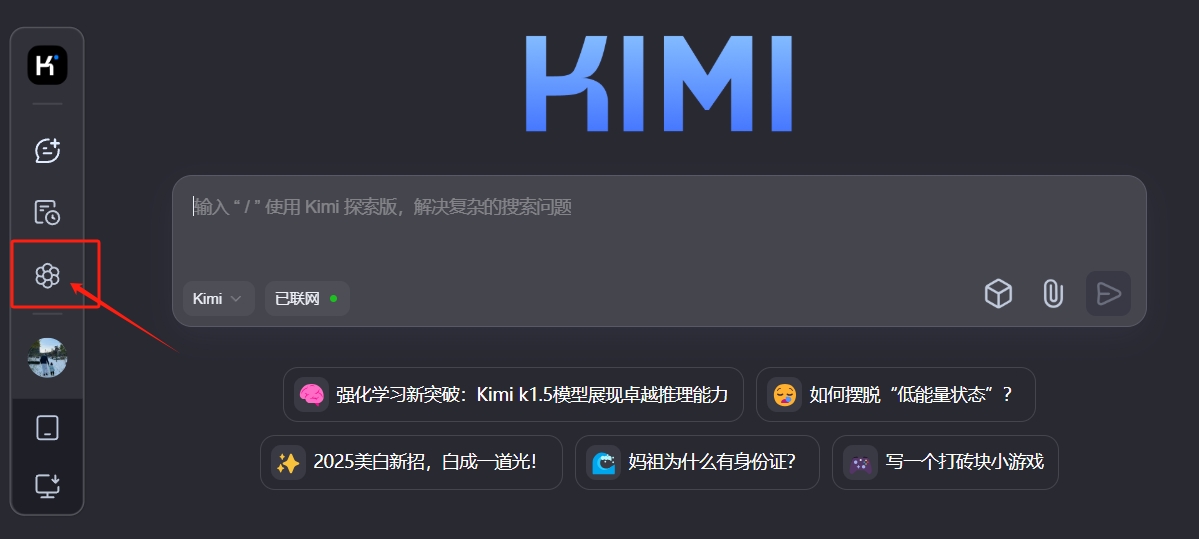 KIMI
K
输入 “ / ” 使用 Kimi 探索版，解决复杂的搜索问题
Kimi 已联网
强化学习新突破：Kimi k1.5模型展现卓越推理能力
如何摆脱“低能量状态”？
2025美白新招，白成一道光！
妈祖为什么有身份证？
写一个打砖块小游戏